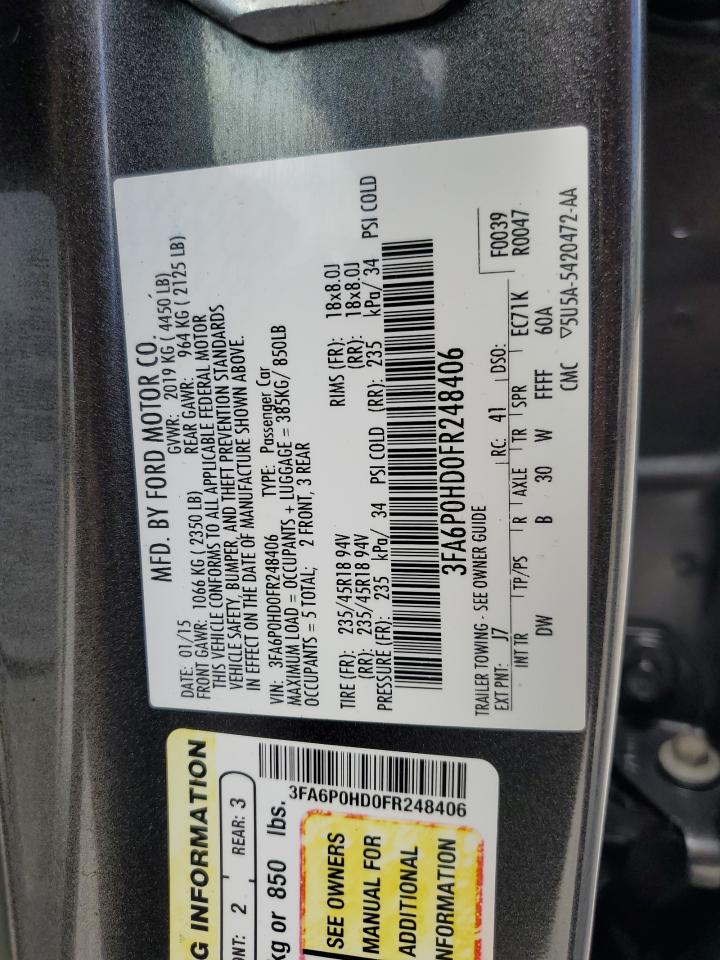 MFD. BY FORD MOTOR CO.
DATE: 01/15 GVWR: 2019 KG ( 4450 LB)
FRONT GAWR: 1066 KG ( 2350 LB) REAR GAWR: 964 KG ( 2125 LB)
THIS VEHICLE CONFORMS TO ALL APPLICABLE FEDERAL MOTOR
VEHICLE SAFETY, BUMPER, AND THEFT PREVENTION STANDARDS
IN EFFECT ON THE DATE OF MANUFACTURE SHOWN ABOVE.
VIN: 3FA6P0HD0FR248406 TYPE: Passenger Car
MAXIMUM LOAD = OCCUPANTS + LUGGAGE = 385KG/ 850LB
OCCUPANTS = 5 TOTAL; 2 FRONT, 3 REAR
TIRE (FR): 235/45R18 94V RIMS (FR): 18x8.0J
(RR): 235/45R18 94V (RR): 18x8.0J
PRESSURE (FR): 235 kPa/ 34 PSI COLD (RR): 235 kPa/ 34 PSI COLD
3FA6P0HD0FR248406
TRAILER TOWING - SEE OWNER GUIDE
F0039
EXT PNT: J7 RC: 41 DSO: R0047
INT TR TP/PS R AXLE TR SPR EC71K
DW B 30 W FFFF 60A
CMC ▽5U5A-5420472-AA
G INFORMATION
NT: 2 REAR: 3
kg or 850 lbs.
3FA6P0HD0FR248406
SEE OWNERS
MANUAL FOR
ADDITIONAL
INFORMATION